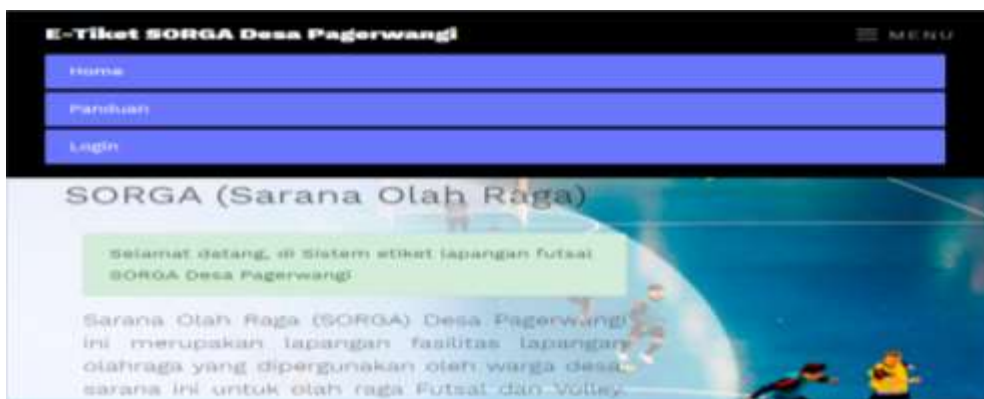 E-Tiket SORGA Desa Pagerwangi
MENU
Home
Panduan
Login
SORGA (Sarana Olah Raga)
Selamat datang, di Sistem etiket lapangan futsal
SORGA Desa Pagerwangi
Sarana Olah Raga (SORGA) Desa Pagerwangi
ini merupakan lapangan fasilitas lapangan
olahraga yang dipergunakan oleh warga desa
sarana ini untuk olah raga Futsal dan Volley.